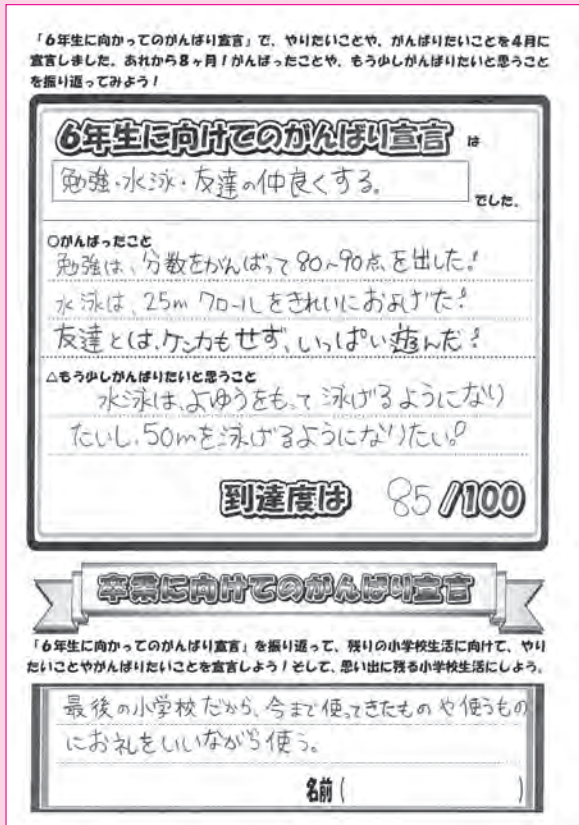 「6年生に向かってのがんばり宣言」で、やりたいことや、がんばりたいことを4月に
宣言しました。あれから8ヶ月!がんばったことや、もう少しがんばりたいと思うこと
を振り返ってみよう!
6年生に向けてのがんばり宣言 は
勉強・水泳・友達の仲良くする。
でした。
○がんばったこと
勉強は、分数をがんばって80~90点を出した!
水泳は、25mクロールをきれいにおよげた!
友達とは、ケンカもせず、いっぱい遊んだ!
△もう少しがんばりたいと思うこと
水泳は、よゆうをもって泳げるようになり
たいし、50mを泳げるようになりたい。
到達度は 85/100
卒業に向けてのがんばり宣言
「6年生に向かってのがんばり宣言」を振り返って、残りの小学校生活に向けて、やり
たいことやがんばりたいことを宣言しよう!そして、思い出に残る小学校生活にしよう。
最後の小学校だから、今まで使ってきたものや使うもの
にお礼をいいながら使う。
名前( )